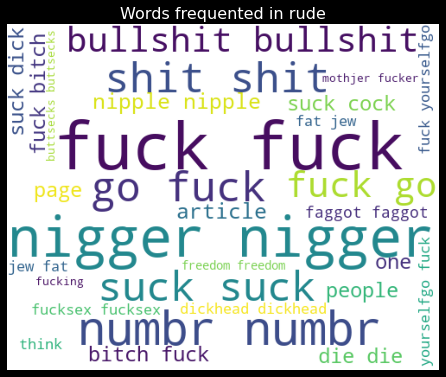 Words frequented in rude
bullshit bullshit
suck dick
fuck bitch
buttsecks buttsecks
shit shit
mothjer fucker
fuck yourselfgo
nipple nipple
suck cock
fat jew
fuck fuck
page
go fuck
fuck go
article
faggot faggot
nigger nigger
jew fat
freedom freedom
one
fucking
suck suck
people
fucksex fucksex
dickhead dickhead
yourselfgo fuck
numbr numbr
think
bitch fuck
die die